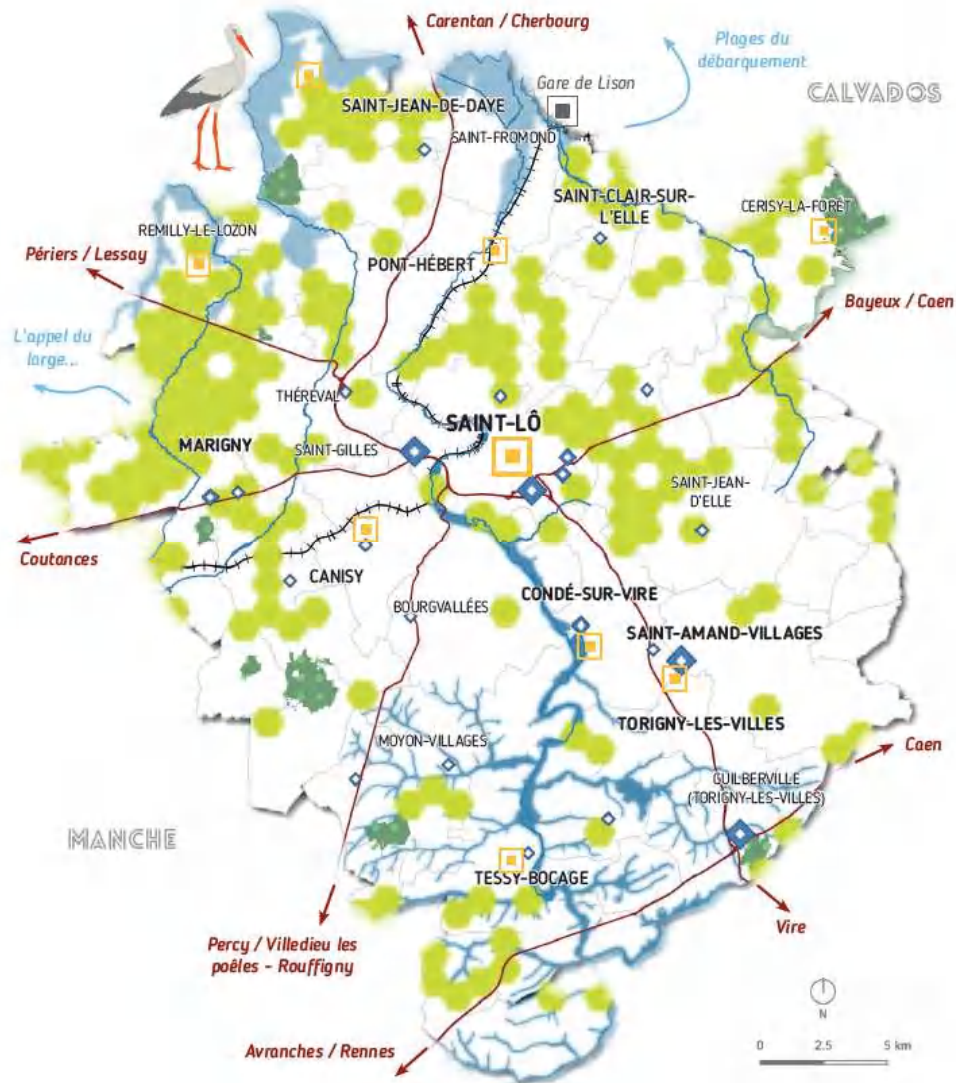 Carentan / Cherbourg
Plages du
débarquement
Gare de Lison
CALVADOS
SAINT-JEAN-DE-DAYE
SAINT-FROMOND
SAINT-CLAIR-SUR-
L'ELLE
CERISY-LA-FORÊT
REMILLY-LE-LOZON
Périers / Lessay
PONT-HÉBERT
Bayeux / Caen
L'appel du
large...
THÉREVAL
SAINT-LÔ
MARIGNY
SAINT-GILLES
SAINT-JEAN-
D'ELLE
Coutances
CANISY
CONDÉ-SUR-VIRE
BOURGVALLÉES
SAINT-AMAND-VILLAGES
TORIGNY-LES-VILLES
MOYON-VILLAGES
Caen
GUILBERVILLE
(TORIGNY-LES-VILLES)
MANCHE
TESSY-BOCAGE
Vire
Percy / Villedieu les
poêles - Rouffigny
N
Avranches / Rennes
0 2.5 5 km